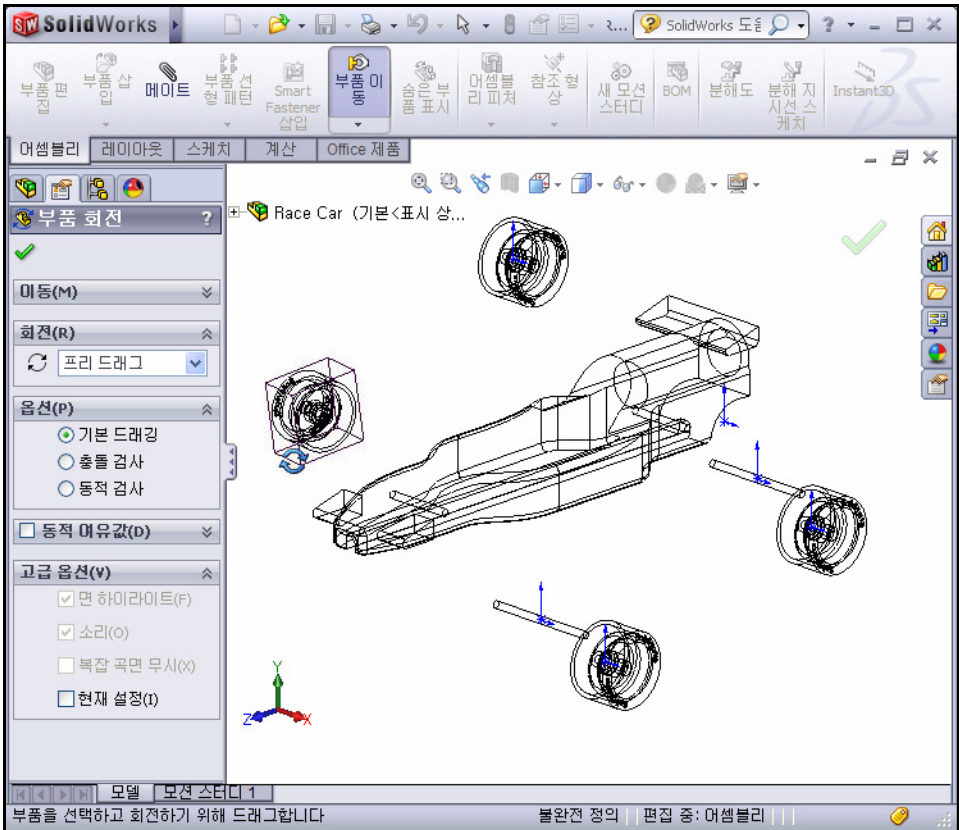 SolidWorks
R...
SolidWorks 도움
?
부품 편집
부품 삽입
메이트
부품 선형 패턴
Smart Fastener 삽입
부품 이동
숨은 부품 표시
어셈블리 피처
참조 형상
새 모션 스터디
BOM
분해도
분해 지시선 스케치
Instant3D
어셈블리
레이아웃
스케치
계산
Office 제품
부품 회전
?
Race Car (기본<표시 상...
이동(M)
회전(R)
프리 드래그
옵션(P)
기본 드래깅
충돌 검사
동적 검사
동적 여유값(D)
고급 옵션(V)
면 하이라이트(F)
소리(O)
복잡 곡면 무시(X)
현재 설정(I)
Y
Z
X
모델
모션 스터디 1
부품을 선택하고 회전하기 위해 드래그합니다
불완전 정의
편집 중: 어셈블리